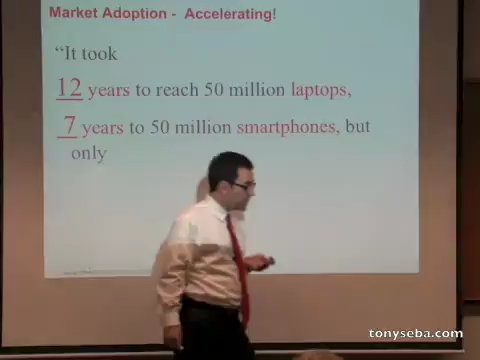 Market Adoption - Accelerating!
“It took
12 years to reach 50 million laptops,
7 years to 50 million smartphones, but
only
tonyseba.com